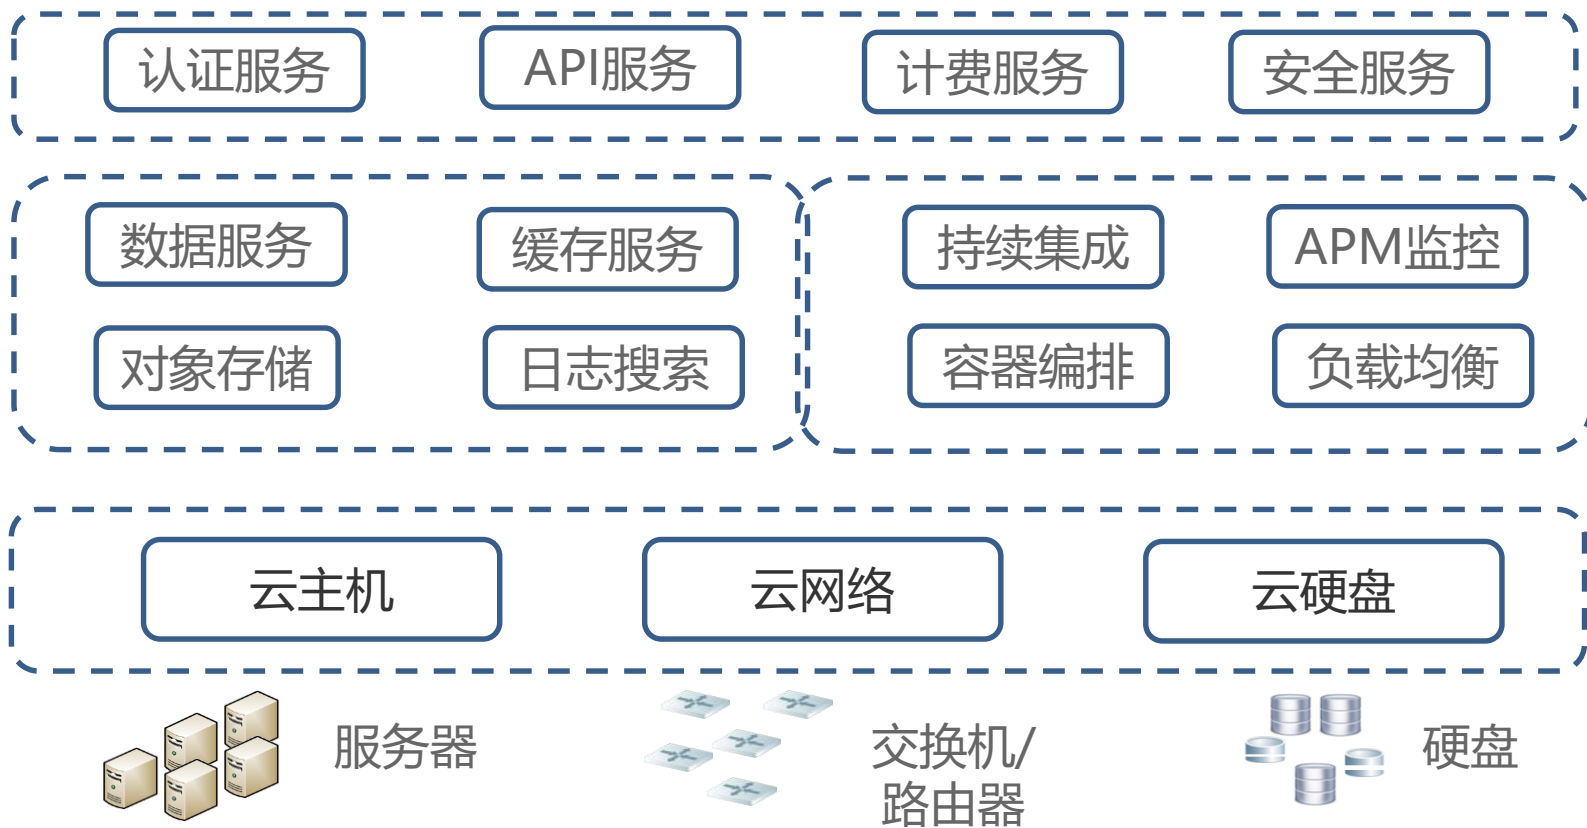 认证服务
API服务
计费服务
安全服务
数据服务
缓存服务
持续集成
APM监控
对象存储
日志搜索
容器编排
负载均衡
云主机
云网络
云硬盘
服务器
交换机/
路由器
硬盘